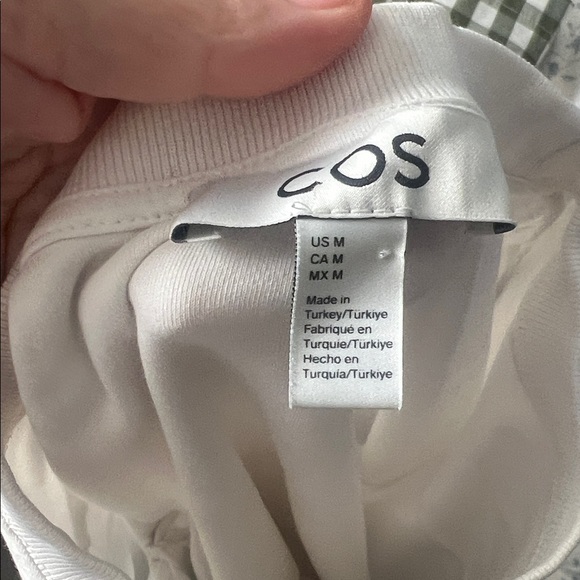 COS
US M
CA M
MX M
Made in
Turkey/Türkiye
Fabriqué en
Turquie/Türkiye
Hecho en
Turquía/Türkiye